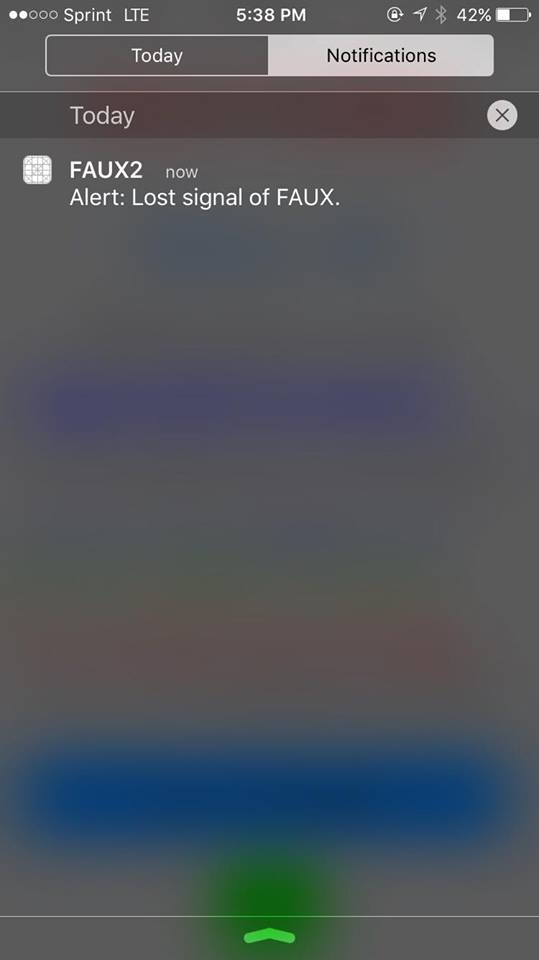 Sprint LTE 5:38 PM 42%
Today Notifications
Today
FAUX2 now
Alert: Lost signal of FAUX.